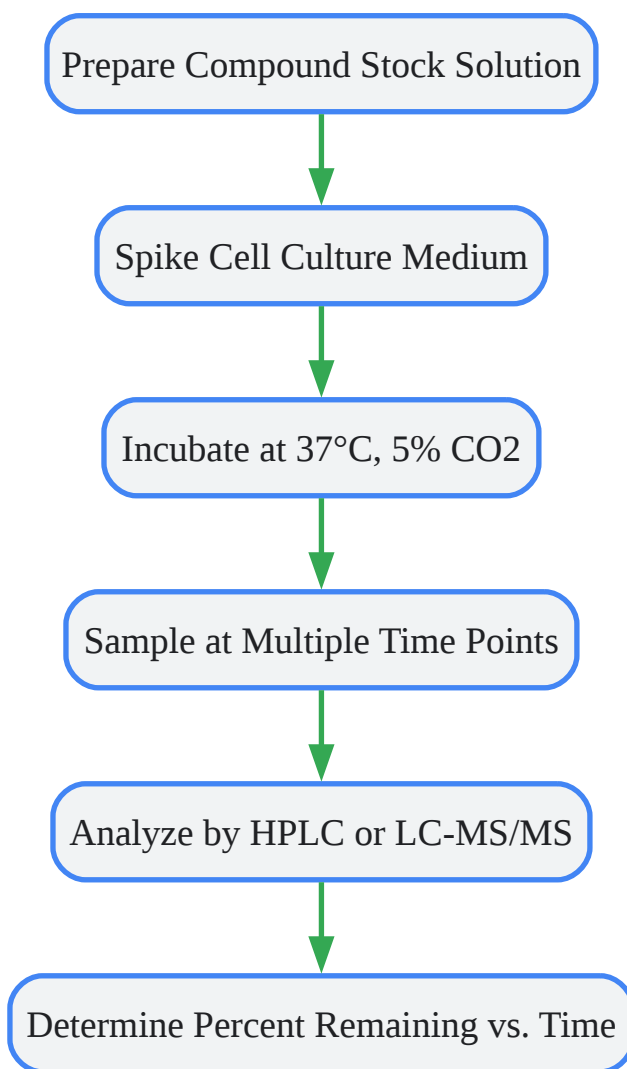 Prepare Compound Stock Solution
Spike Cell Culture Medium
Incubate at 37°C, 5% CO2
Sample at Multiple Time Points
Analyze by HPLC or LC-MS/MS
Determine Percent Remaining vs. Time